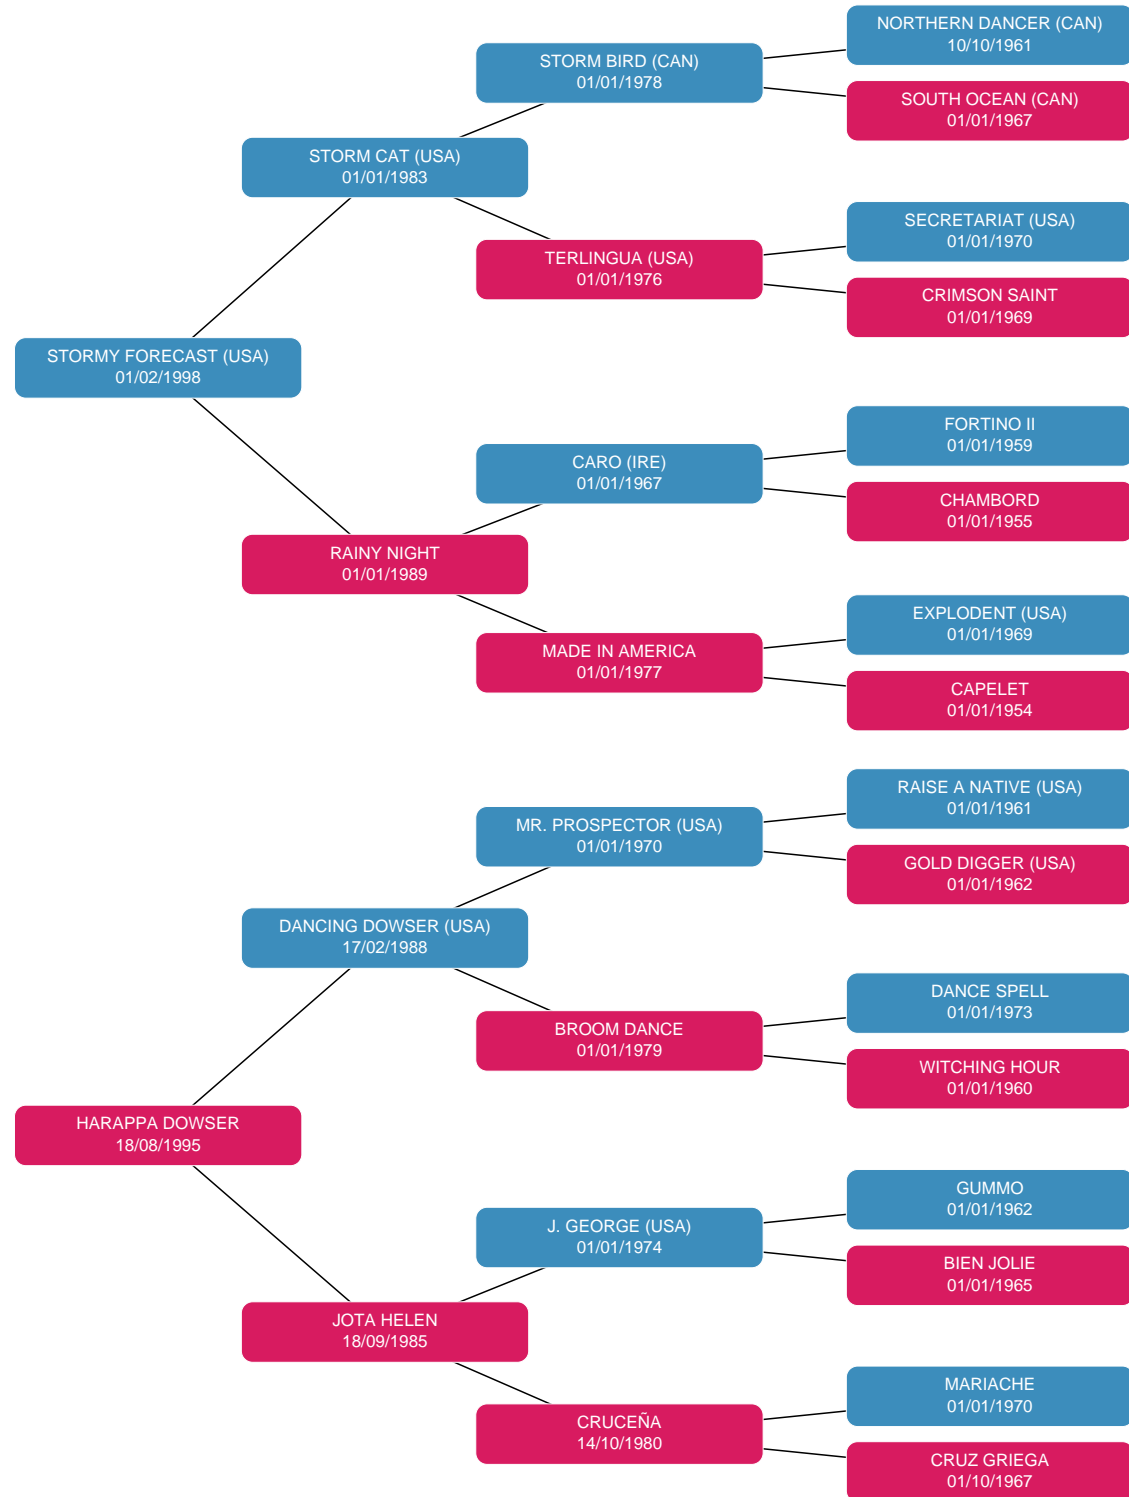 NORTHERN DANCER (CAN)
10/10/1961
STORM BIRD (CAN)
01/01/1978
SOUTH OCEAN (CAN)
01/01/1967
STORM CAT (USA)
01/01/1983
SECRETARIAT (USA)
01/01/1970
TERLINGUA (USA)
01/01/1976
CRIMSON SAINT
01/01/1969
STORMY FORECAST (USA)
01/02/1998
FORTINO II
01/01/1959
CARO (IRE)
01/01/1967
CHAMBORD
01/01/1955
RAINY NIGHT
01/01/1989
EXPLODENT (USA)
01/01/1969
MADE IN AMERICA
01/01/1977
CAPELET
01/01/1954
RAISE A NATIVE (USA)
01/01/1961
MR. PROSPECTOR (USA)
01/01/1970
GOLD DIGGER (USA)
01/01/1962
DANCING DOWSER (USA)
17/02/1988
DANCE SPELL
01/01/1973
BROOM DANCE
01/01/1979
WITCHING HOUR
01/01/1960
HARAPPA DOWSER
18/08/1995
GUMMO
01/01/1962
J. GEORGE (USA)
01/01/1974
BIEN JOLIE
01/01/1965
JOTA HELEN
18/09/1985
MARIACHE
01/01/1970
CRUCEÑA
14/10/1980
CRUZ GRIEGA
01/10/1967